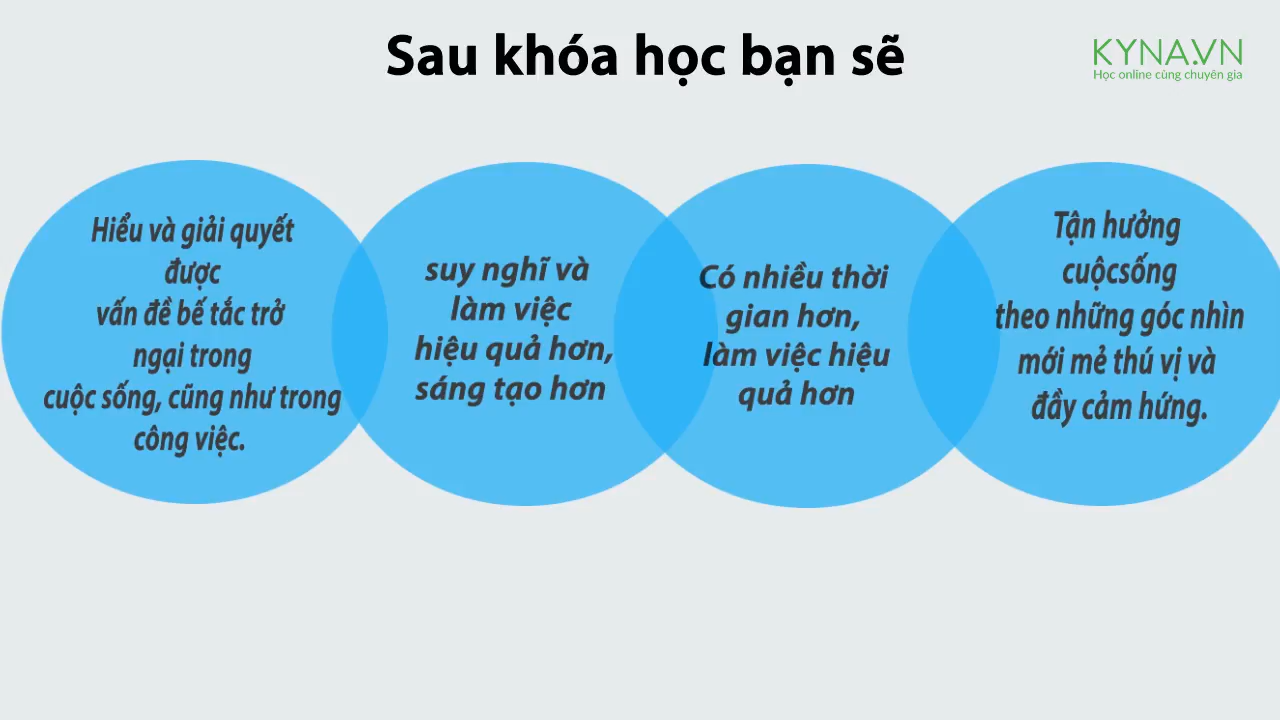 Sau khóa học bạn sẽ
KYNA.VN
Học online cùng chuyên gia
Hiểu và giải quyết
được
vấn đề bế tắc trở
ngại trong
cuộc sống, cũng như trong
công việc.
suy nghĩ và
làm việc
hiệu quả hơn,
sáng tạo hơn
Có nhiều thời
gian hơn,
làm việc hiệu
quả hơn
Tận hưởng
cuộcsống
theo những góc nhìn
mới mẻ thú vị và
đầy cảm hứng.